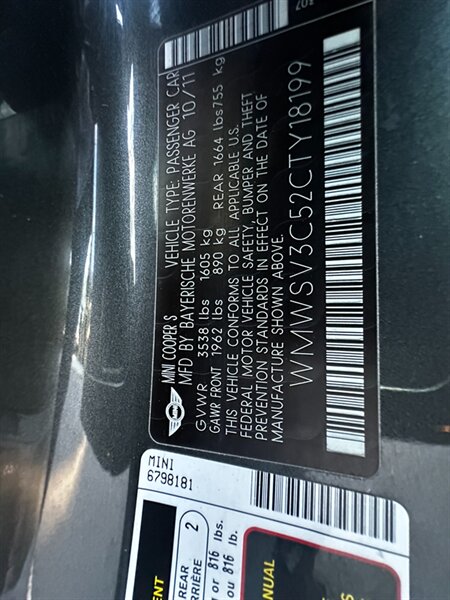 MINI COOPER S VEHICLE TYPE: PASSENGER CAR
MFD BY BAYERISCHE MOTORENWERKE AG 10/11
GVWR 3538 lbs 1605 kg
GAWR FRONT 1962 lbs 890 kg REAR 1664 lbs 755 kg
THIS VEHICLE CONFORMS TO ALL APPLICABLE U.S.
FEDERAL MOTOR VEHICLE SAFETY, BUMPER AND THEFT
PREVENTION STANDARDS IN EFFECT ON THE DATE OF
MANUFACTURE SHOWN ABOVE.
WMWSV3C52CTY18199
MINI
6798181
REAR
2
or 816 lbs.
ou 816 lb.